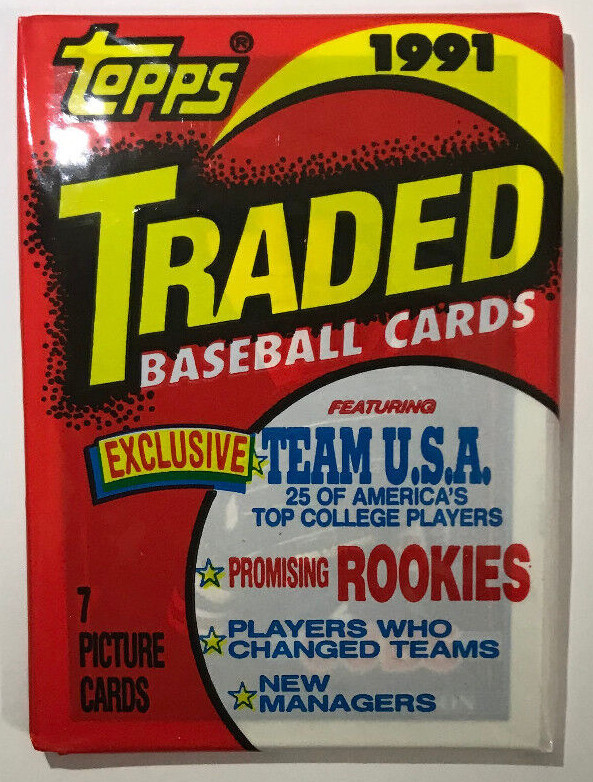 TOPPS®
1991
TRADED
BASEBALL CARDS
FEATURING
EXCLUSIVE
TEAM U.S.A.
25 OF AMERICA'S
TOP COLLEGE PLAYERS
PROMISING ROOKIES
PLAYERS WHO
CHANGED TEAMS
NEW
MANAGERS
7
PICTURE
CARDS